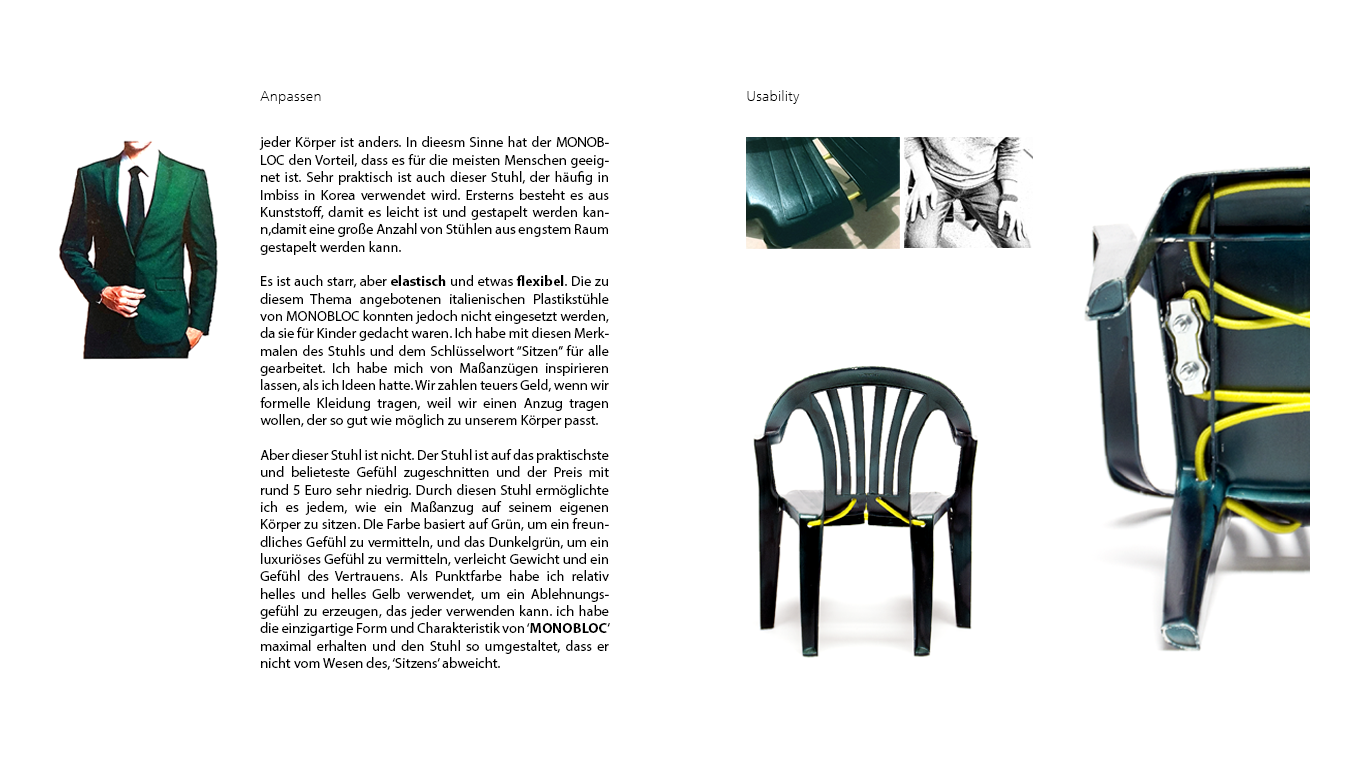 Anpassen
jeder Körper ist anders. In dieesm Sinne hat der MONOB-
LOC den Vorteil, dass es für die meisten Menschen geeig-
net ist. Sehr praktisch ist auch dieser Stuhl, der häufig in
Imbiss in Korea verwendet wird. Ersterns besteht es aus
Kunststoff, damit es leicht ist und gestapelt werden kan-
n,damit eine große Anzahl von Stühlen aus engstem Raum
gestapelt werden kann.
Es ist auch starr, aber elastisch und etwas flexibel. Die zu
diesem Thema angebotenen italienischen Plastikstühle
von MONOBLOC konnten jedoch nicht eingesetzt werden,
da sie für Kinder gedacht waren. Ich habe mit diesen Merk-
malen des Stuhls und dem Schlüsselwort "Sitzen" für alle
gearbeitet. Ich habe mich von Maßanzügen inspirieren
lassen, als ich Ideen hatte. Wir zahlen teuers Geld, wenn wir
formelle Kleidung tragen, weil wir einen Anzug tragen
wollen, der so gut wie möglich zu unserem Körper passt.
Aber dieser Stuhl ist nicht. Der Stuhl ist auf das praktischste
und belieteste Gefühl zugeschnitten und der Preis mit
rund 5 Euro sehr niedrig. Durch diesen Stuhl ermöglichte
ich es jedem, wie ein Maßanzug auf seinem eigenen
Körper zu sitzen. DIe Farbe basiert auf Grün, um ein freun-
dliches Gefühl zu vermitteln, und das Dunkelgrün, um ein
luxuriöses Gefühl zu vermitteln, verleicht Gewicht und ein
Gefühl des Vertrauens. Als Punktfarbe habe ich relativ
helles und helles Gelb verwendet, um ein Ablehnungs-
gefühl zu erzeugen, das jeder verwenden kann. ich habe
die einzigartige Form und Charakteristik von 'MONOBLOC'
maximal erhalten und den Stuhl so umgestaltet, dass er
nicht vom Wesen des, 'Sitzens' abweicht.
Usability